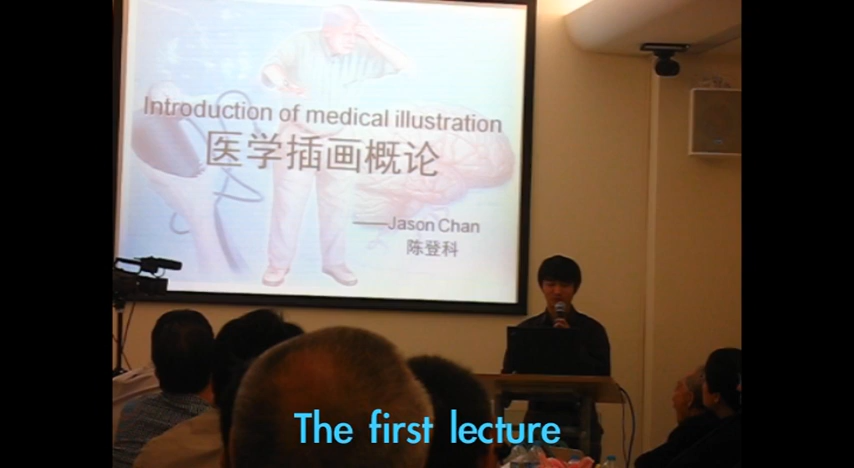 Introduction of medical illustration
医学插画概论
——Jason Chan
陈登科
The first lecture